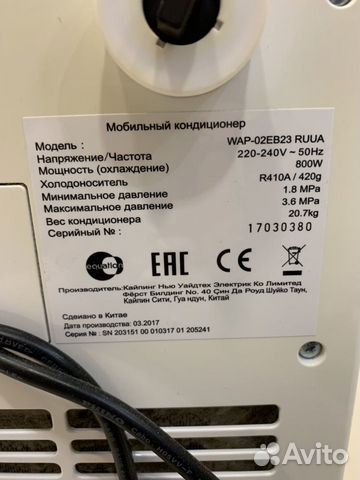 Мобильный кондиционер
Модель : WAP-02EB23 RUUA
Напряжение/Частота 220-240V ~ 50Hz
Мощность (охлаждение) 800W
Холодоноситель R410A / 420g
Минимальное давление 1.8 MPa
Максимальное давление 3.6 MPa
Вес кондиционера 20.7kg
Серийный № : 17030380
equation
EAC CE
Производитель: Кайпинг Нью Уайдтех Электрик Ко Лимитед
Фёрст Билдинг No. 40 Син Да Роуд Шуйко Таун,
Кайпин Сити, Гуа ндун, Китай
Сделано в Китае
Дата производства: 03.2017
Серия № : SN 203151 00 010317 01 205241
Avito